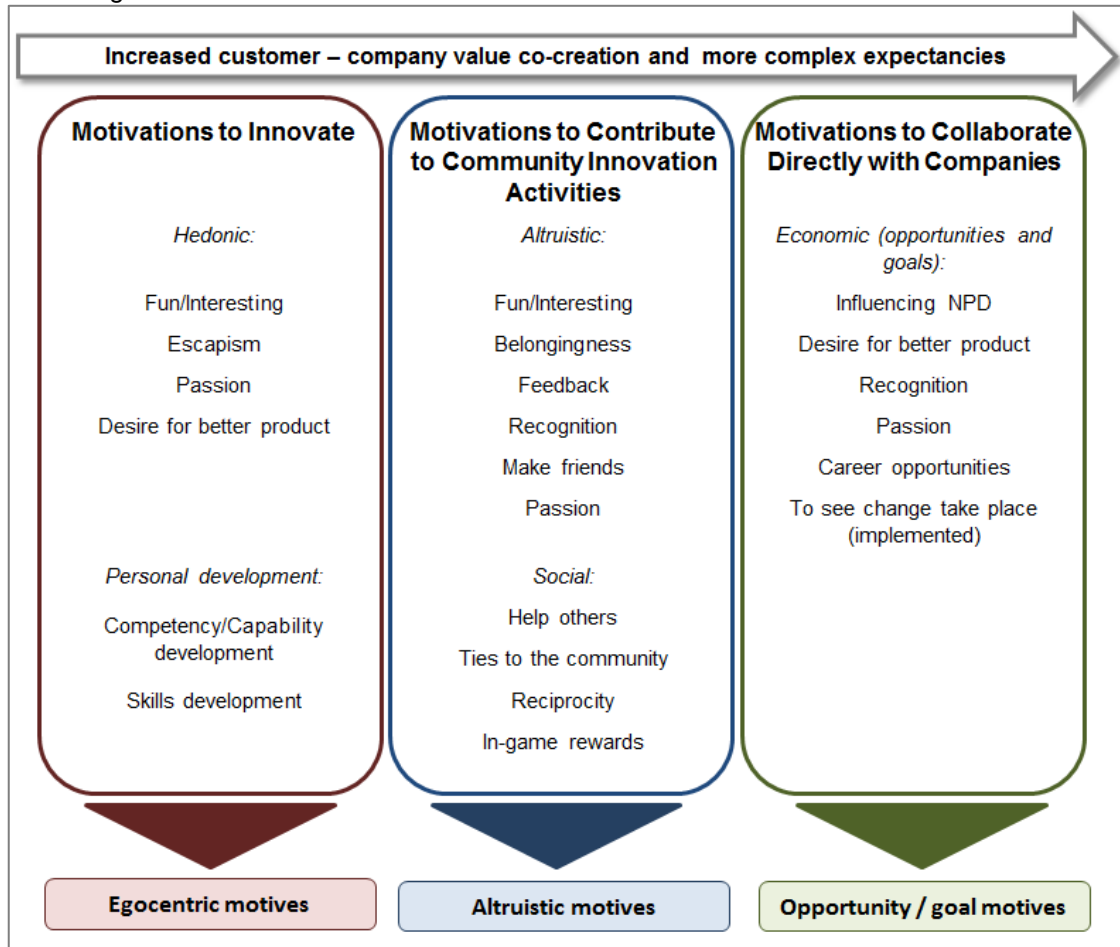 Increased customer – company value co-creation and more complex expectancies
Motivations to Innovate
Hedonic:
Fun/Interesting
Escapism
Passion
Desire for better product
Personal development:
Competency/Capability
development
Skills development
Egocentric motives
Motivations to Contribute
to Community Innovation
Activities
Altruistic:
Fun/Interesting
Belongingness
Feedback
Recognition
Make friends
Passion
Social:
Help others
Ties to the community
Reciprocity
In-game rewards
Altruistic motives
Motivations to Collaborate
Directly with Companies
Economic (opportunities and
goals):
Influencing NPD
Desire for better product
Recognition
Passion
Career opportunities
To see change take place
(implemented)
Opportunity / goal motives